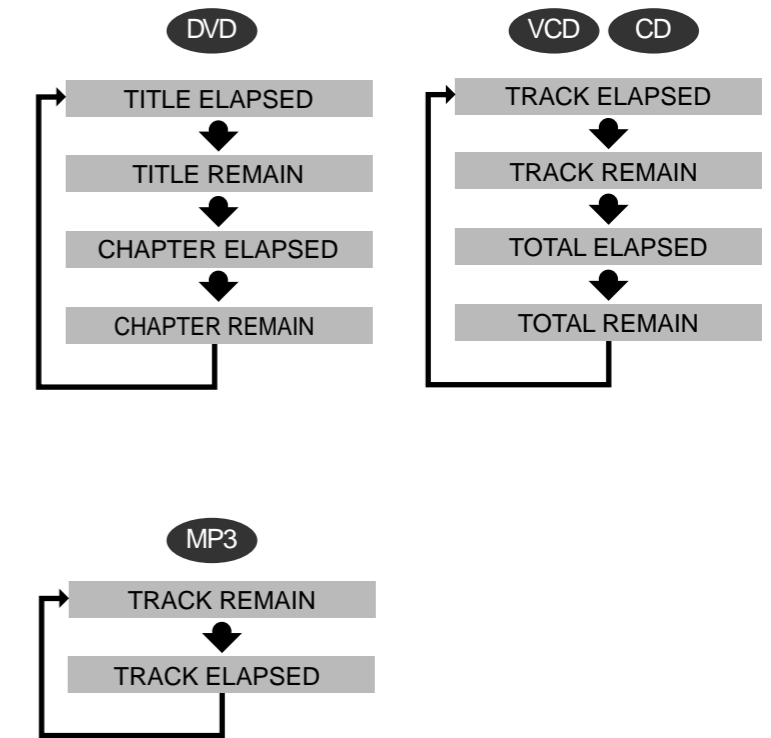 DVD
TITLE ELAPSED
TITLE REMAIN
CHAPTER ELAPSED
CHAPTER REMAIN
VCD CD
TRACK ELAPSED
TRACK REMAIN
TOTAL ELAPSED
TOTAL REMAIN
MP3
TRACK REMAIN
TRACK ELAPSED